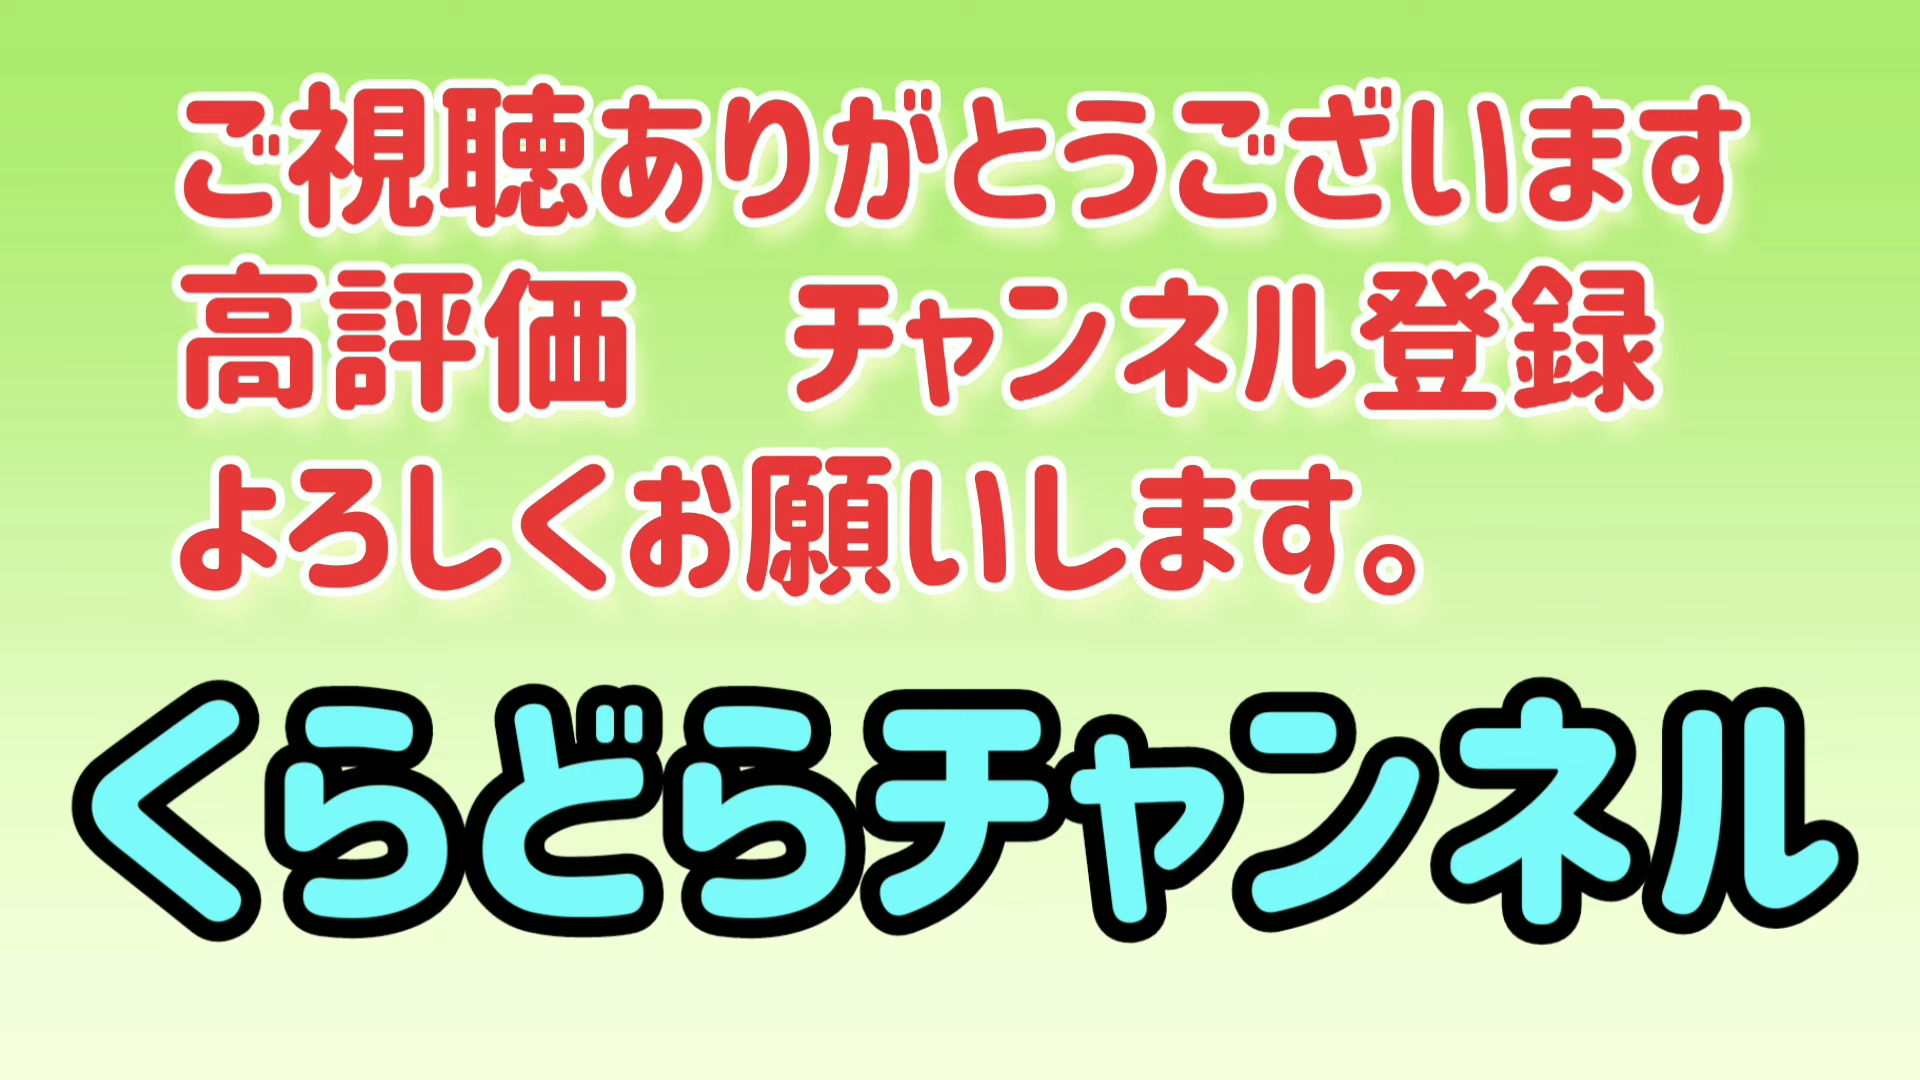 ご視聴ありがとうございます
高評価　チャンネル登録
よろしくお願いします。
くらどらチャンネル